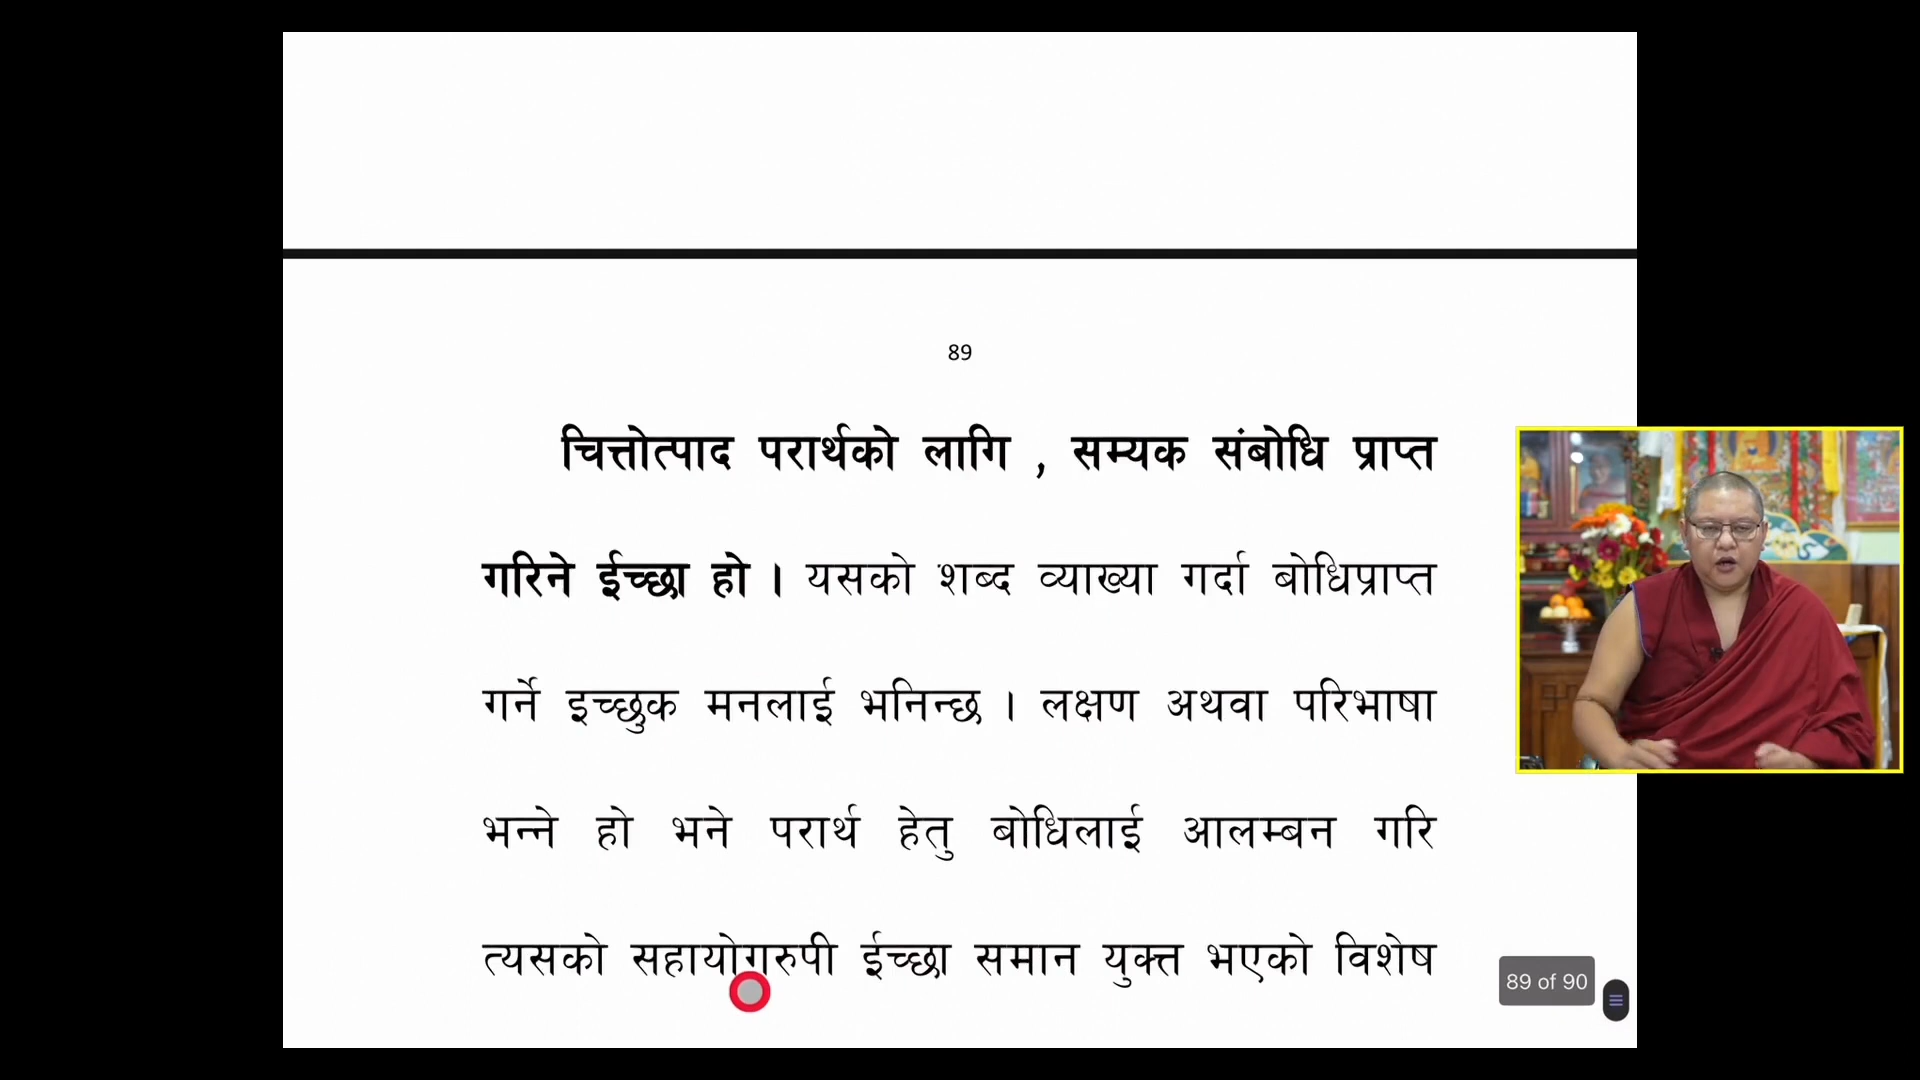 89
चित्तोत्पाद परार्थको लागि , सम्यक संबोधि प्राप्त
गरिने ईच्छा हो । यसको शब्द व्याख्या गर्दा बोधिप्राप्त
गर्ने इच्छुक मनलाई भनिन्छ । लक्षण अथवा परिभाषा
भन्ने हो भने परार्थ हेतु बोधिलाई आलम्बन गरि
त्यसको सहायोगरुपी ईच्छा समान युक्त भएको विशेष
89 of 90